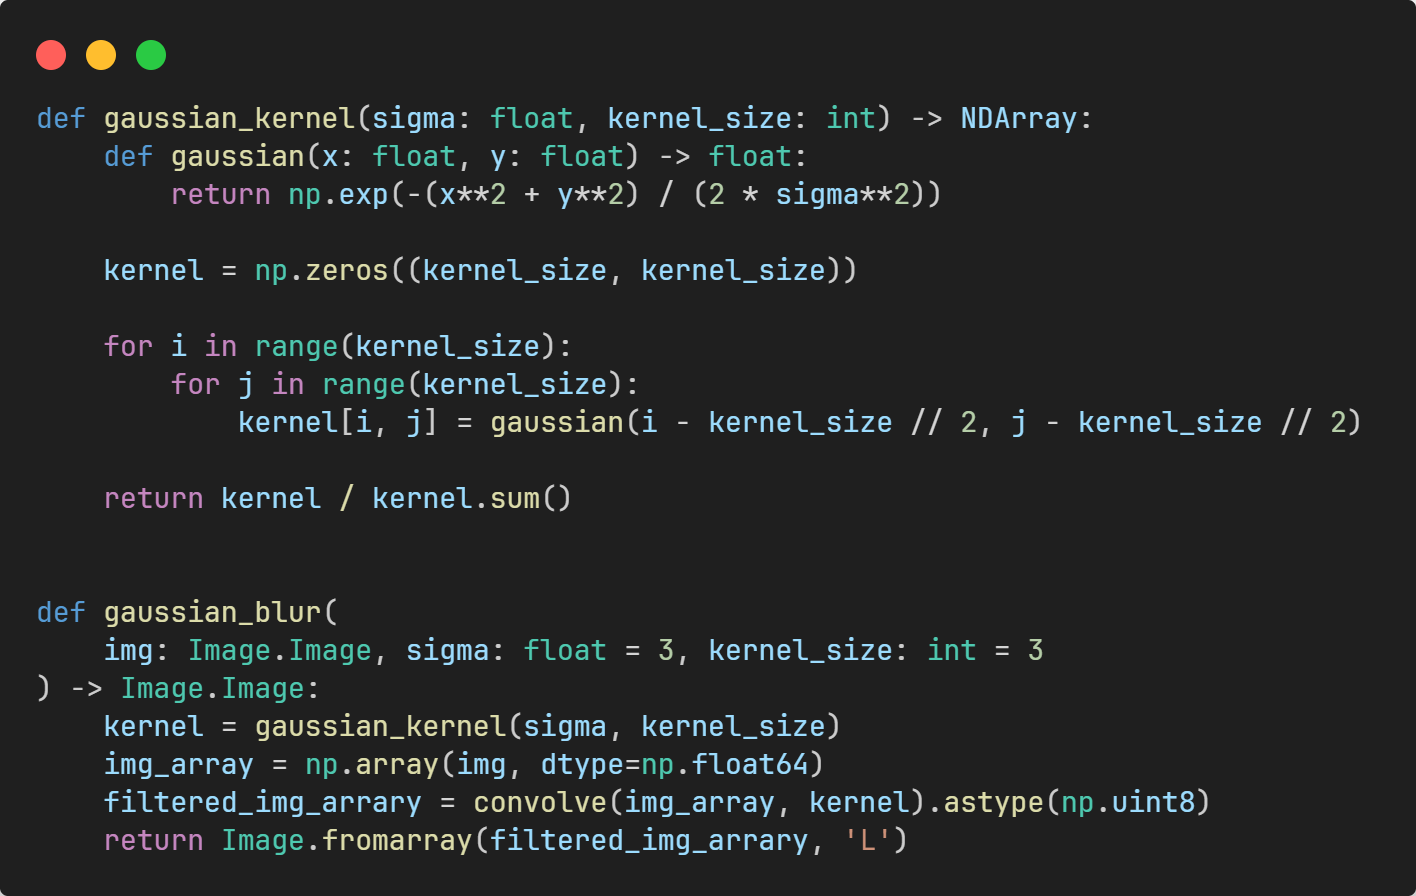 def gaussian_kernel(sigma: float, kernel_size: int) -> NDArray:
    def gaussian(x: float, y: float) -> float:
        return np.exp(-(x**2 + y**2) / (2 * sigma**2))

    kernel = np.zeros((kernel_size, kernel_size))

    for i in range(kernel_size):
        for j in range(kernel_size):
            kernel[i, j] = gaussian(i - kernel_size // 2, j - kernel_size // 2)

    return kernel / kernel.sum()


def gaussian_blur(
    img: Image.Image, sigma: float = 3, kernel_size: int = 3
) -> Image.Image:
    kernel = gaussian_kernel(sigma, kernel_size)
    img_array = np.array(img, dtype=np.float64)
    filtered_img_arrary = convolve(img_array, kernel).astype(np.uint8)
    return Image.fromarray(filtered_img_arrary, 'L')